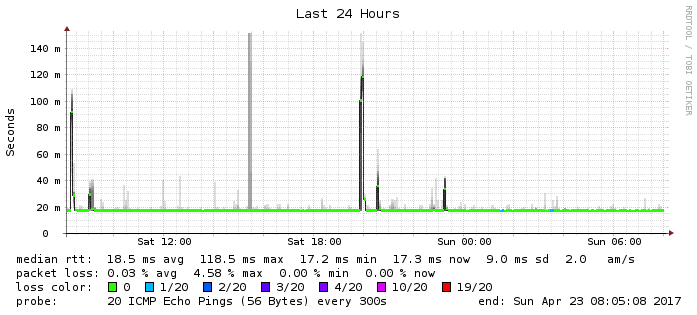 Last 24 Hours
RRDTOOL / TOBI OETIKER
Seconds
140 m
120 m
100 m
80 m
60 m
40 m
20 m
0
Sat 12:00 Sat 18:00 Sun 00:00 Sun 06:00
median rtt: 18.5 ms avg 118.5 ms max 17.2 ms min 17.3 ms now 9.0 ms sd 2.0 am/s
packet loss: 0.03 % avg 4.58 % max 0.00 % min 0.00 % now
loss color: 0 1/20 2/20 3/20 4/20 10/20 19/20
probe: 20 ICMP Echo Pings (56 Bytes) every 300s end: Sun Apr 23 08:05:08 2017